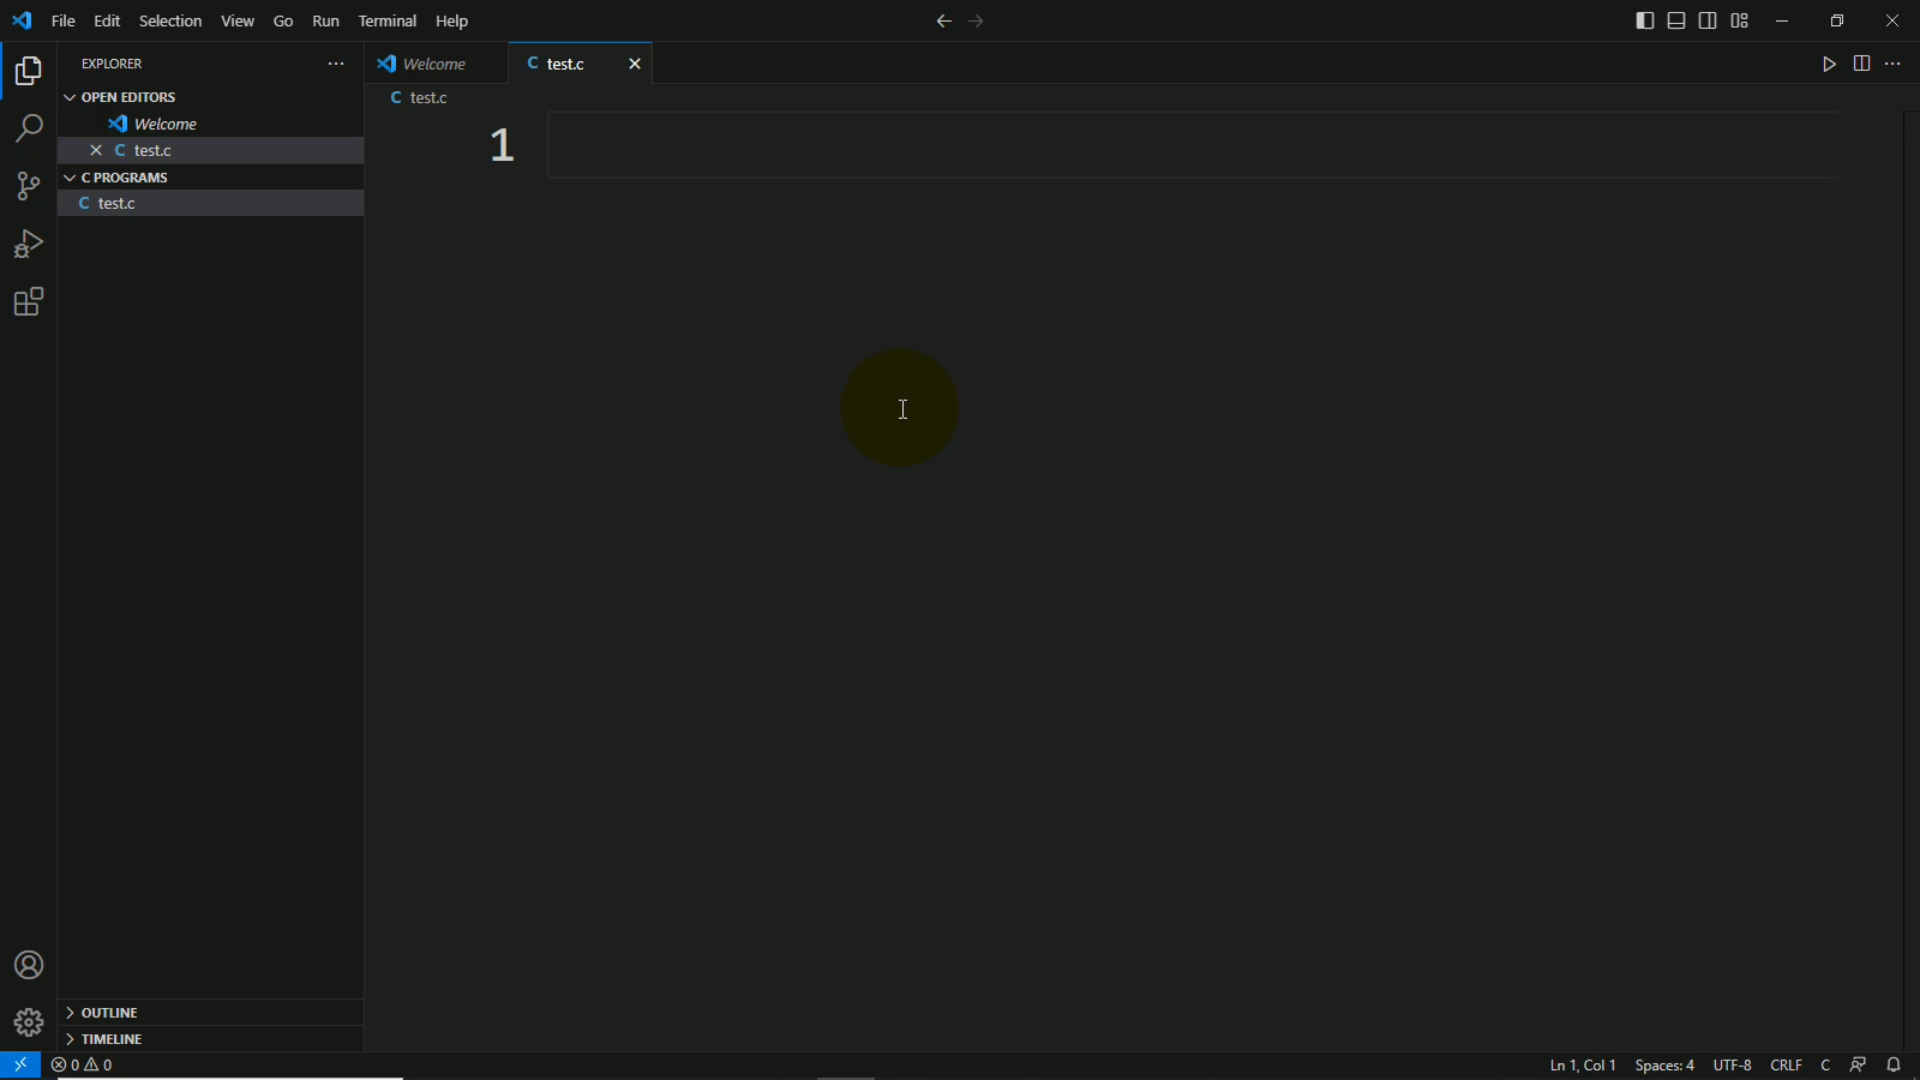 File Edit Selection View Go Run Terminal Help
EXPLORER
OPEN EDITORS
Welcome
C test.c
C PROGRAMS
C test.c
OUTLINE
TIMELINE
Welcome
C test.c
C test.c
1
0 0
Ln 1, Col 1 Spaces: 4 UTF-8 CRLF C